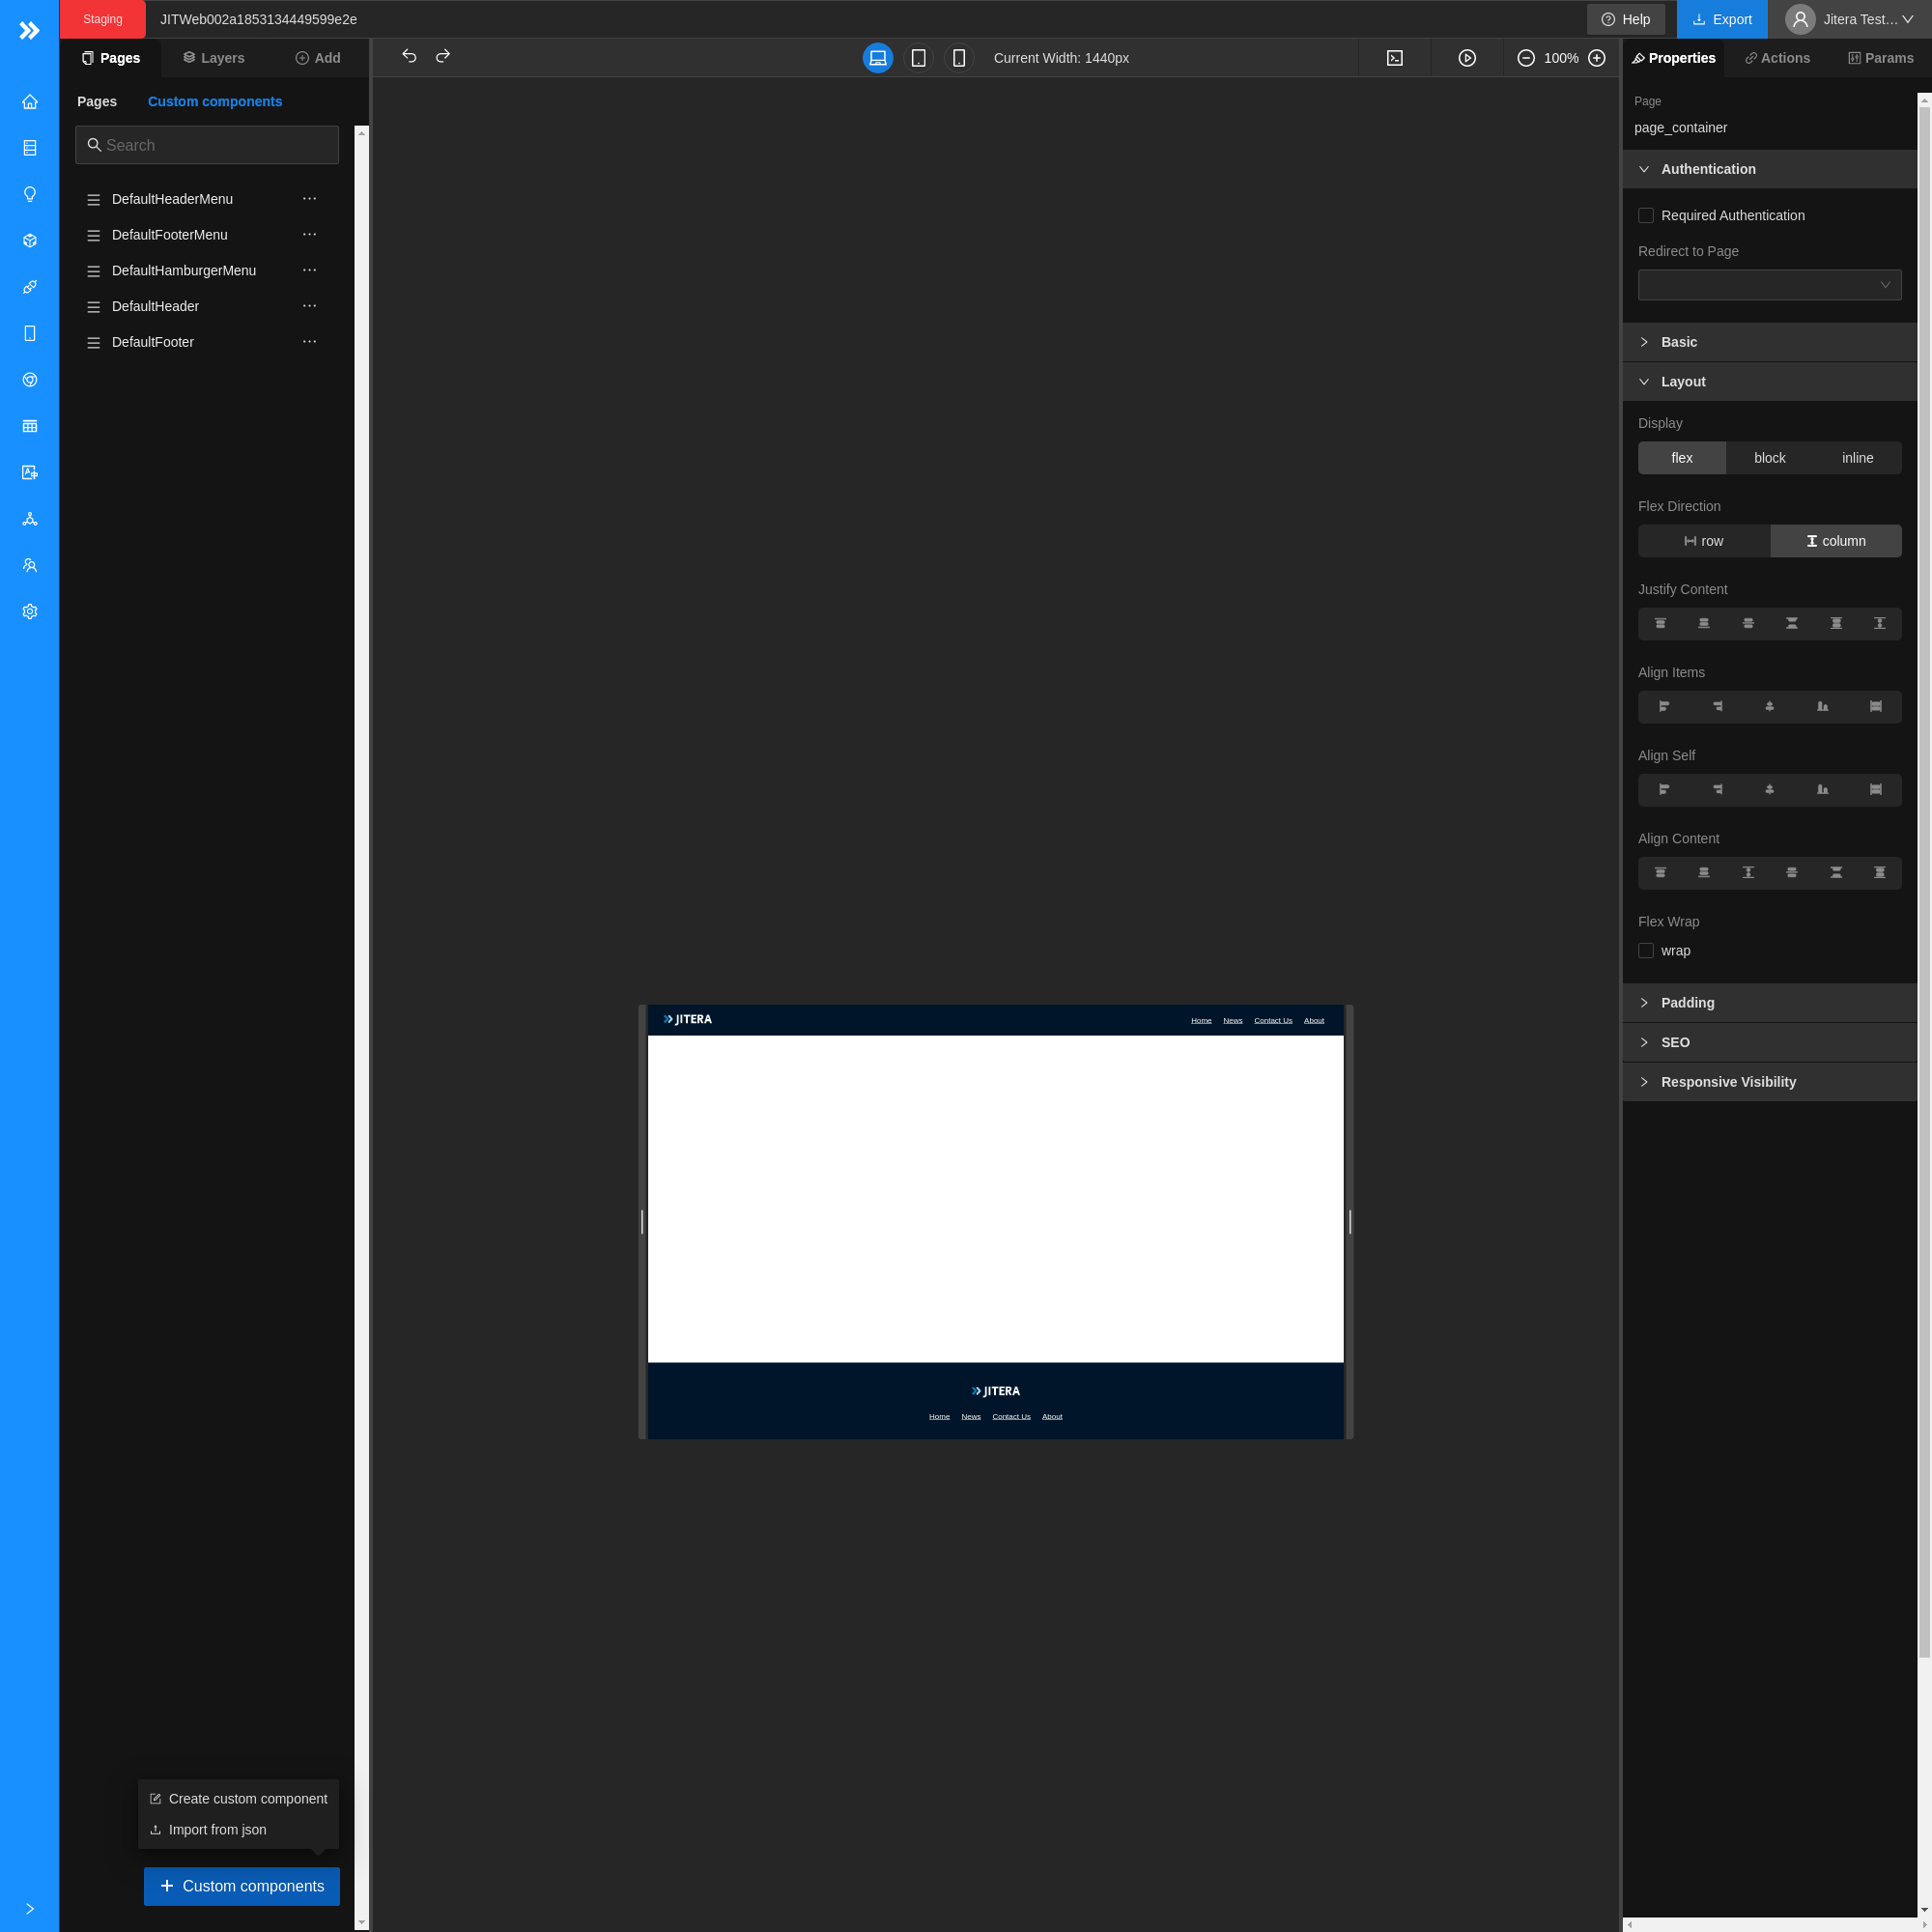 Staging
JITWeb002a1853134449599e2e
Help
Export
Jitera Test...
Pages
Layers
Add
Current Width: 1440px
100%
Properties
Actions
Params
Pages
Custom components
Search
DefaultHeaderMenu
DefaultFooterMenu
DefaultHamburgerMenu
DefaultHeader
DefaultFooter
Create custom component
Import from json
Custom components
JITERA
Home News Contact Us About
JITERA
Home News Contact Us About
Page
page_container
Authentication
Required Authentication
Redirect to Page
Basic
Layout
Display
flex block inline
Flex Direction
row column
Justify Content
Align Items
Align Self
Align Content
Flex Wrap
wrap
Padding
SEO
Responsive Visibility